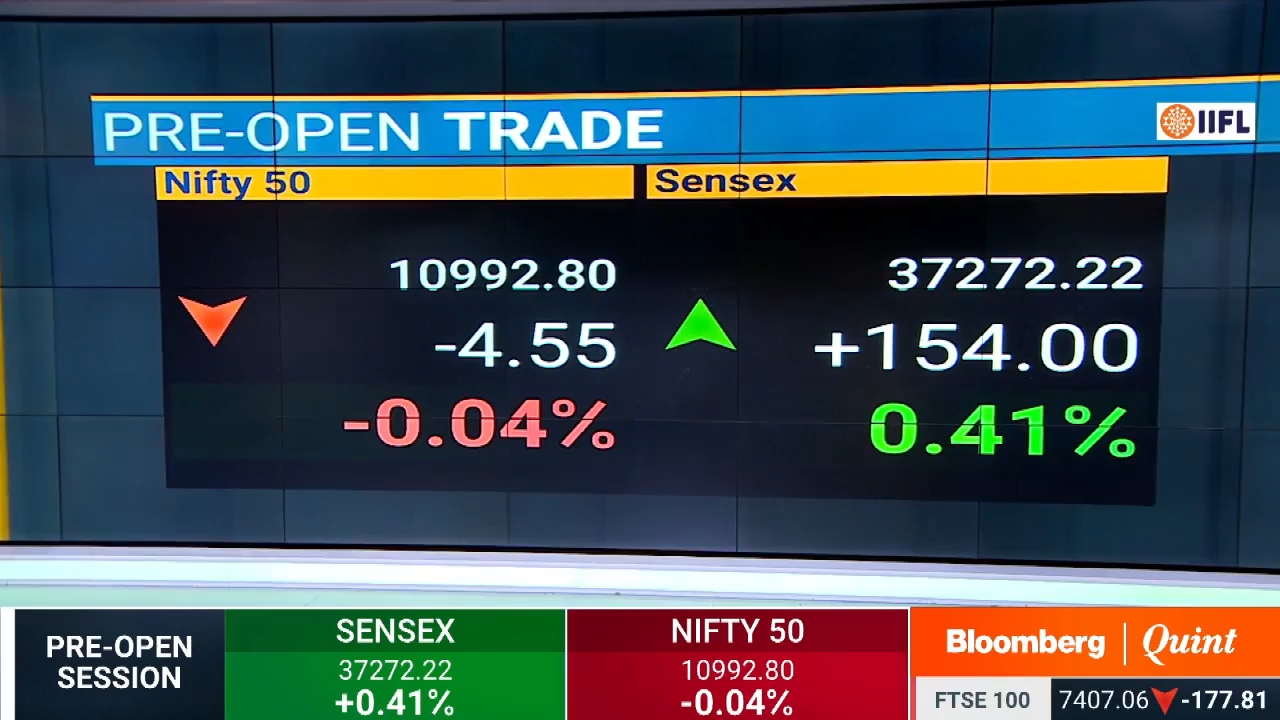 PRE-OPEN TRADE
IIFL
Nifty 50
10992.80
-4.55
-0.04%
Sensex
37272.22
+154.00
0.41%
PRE-OPEN
SESSION
SENSEX
37272.22
+0.41%
NIFTY 50
10992.80
-0.04%
Bloomberg | Quint
FTSE 100 7407.06 -177.81